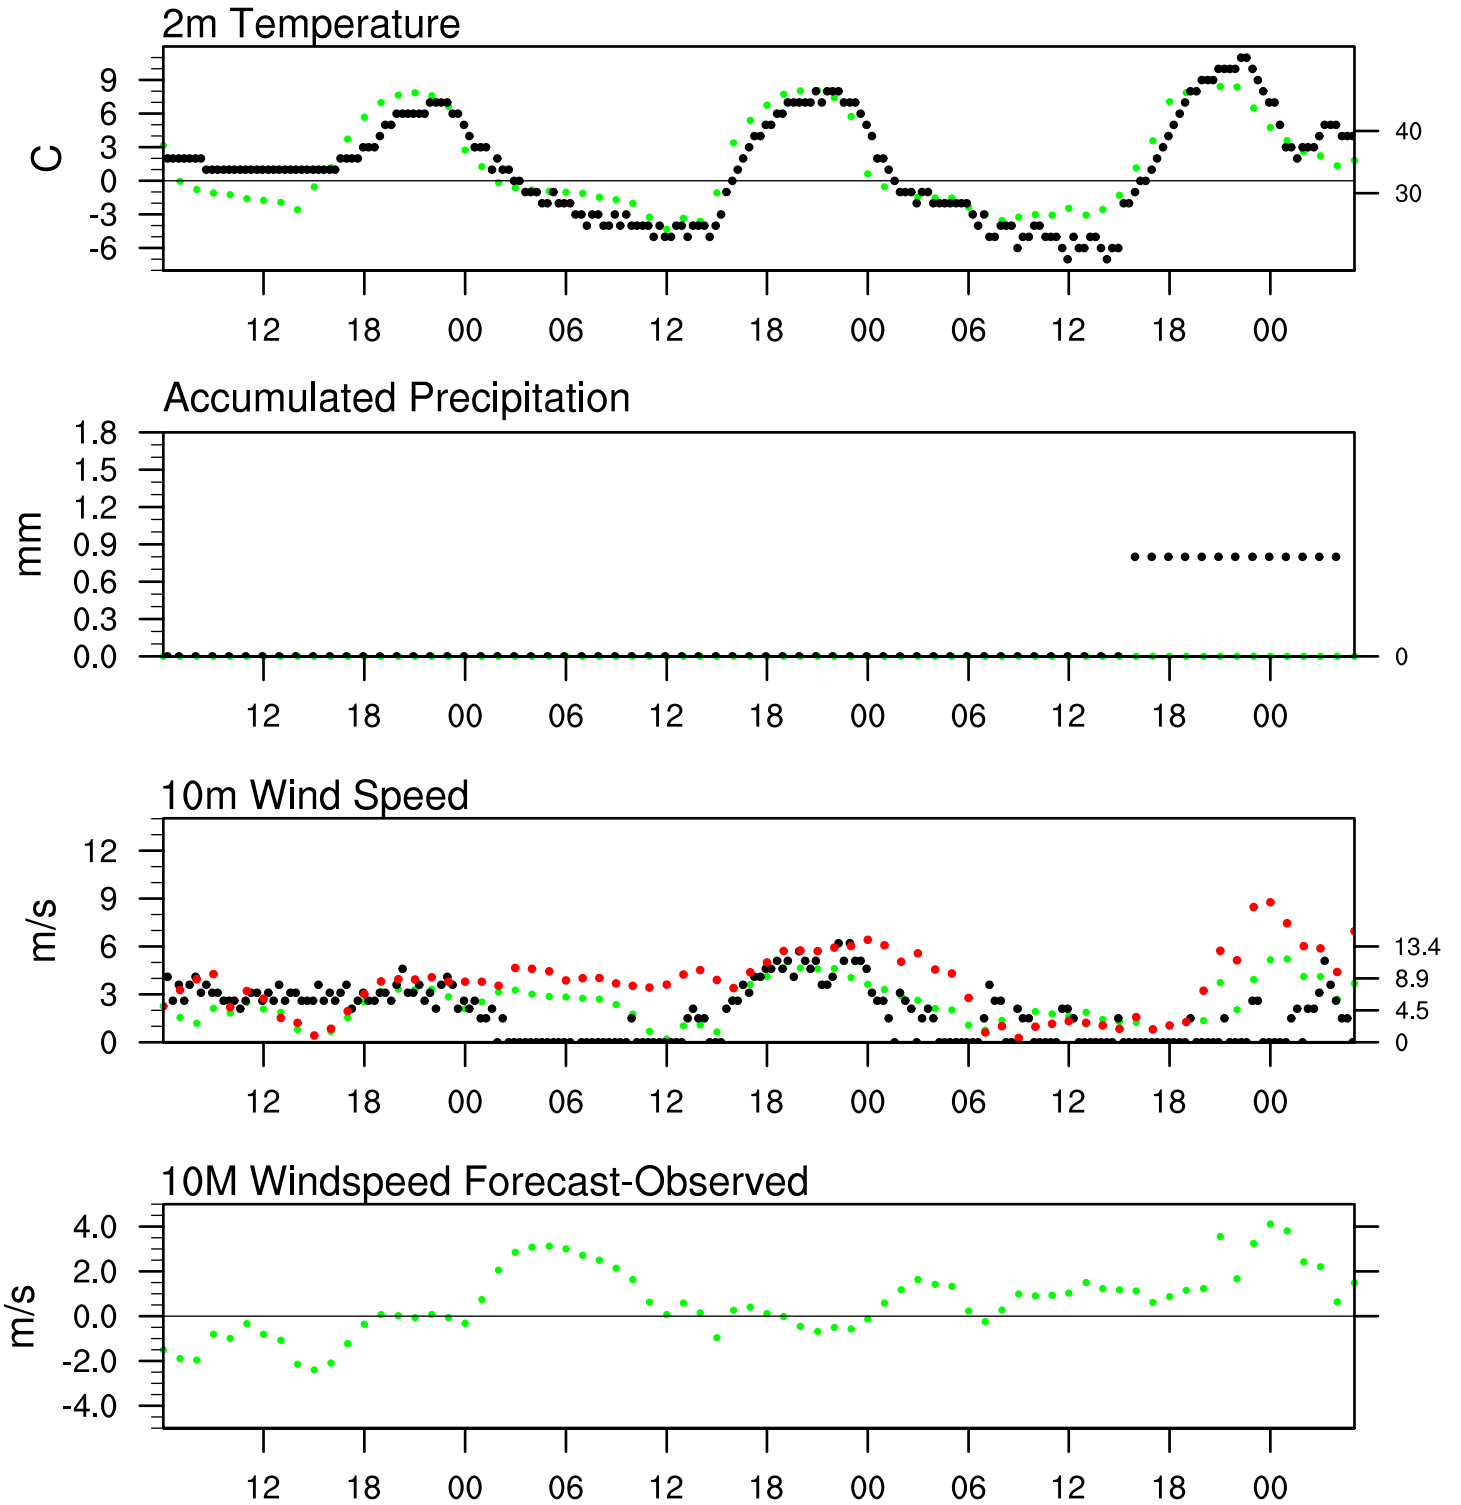 2m Temperature
9
6
3
0
-3
-6
C
40
30
12 18 00 06 12 18 00 06 12 18 00
Accumulated Precipitation
1.8
1.5
1.2
0.9
0.6
0.3
0.0
mm
0
12 18 00 06 12 18 00 06 12 18 00
10m Wind Speed
12
9
6
3
0
m/s
13.4
8.9
4.5
0
12 18 00 06 12 18 00 06 12 18 00
10M Windspeed Forecast-Observed
4.0
2.0
0.0
-2.0
-4.0
m/s
12 18 00 06 12 18 00 06 12 18 00